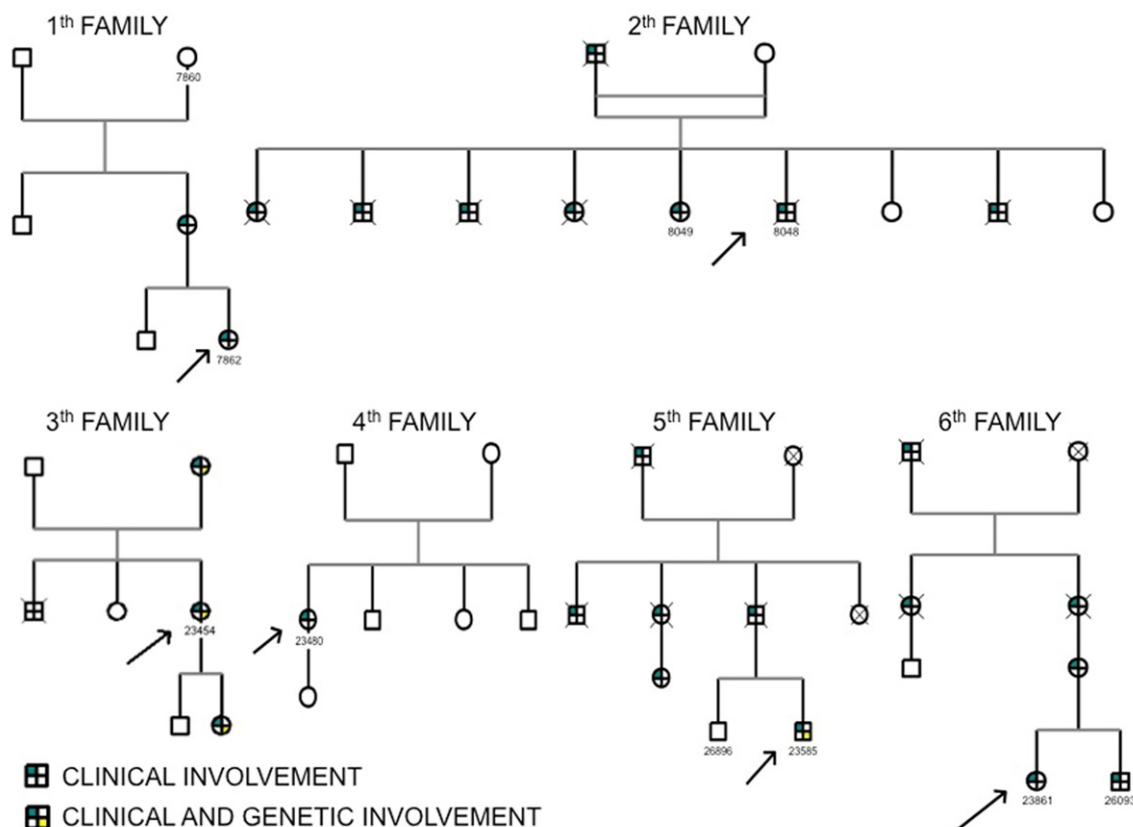 1th FAMILY
2th FAMILY
7860
8049
8048
7862
3th FAMILY
4th FAMILY
5th FAMILY
6th FAMILY
23454
23480
26896
23585
23861
26093
CLINICAL INVOLVEMENT
CLINICAL AND GENETIC INVOLVEMENT